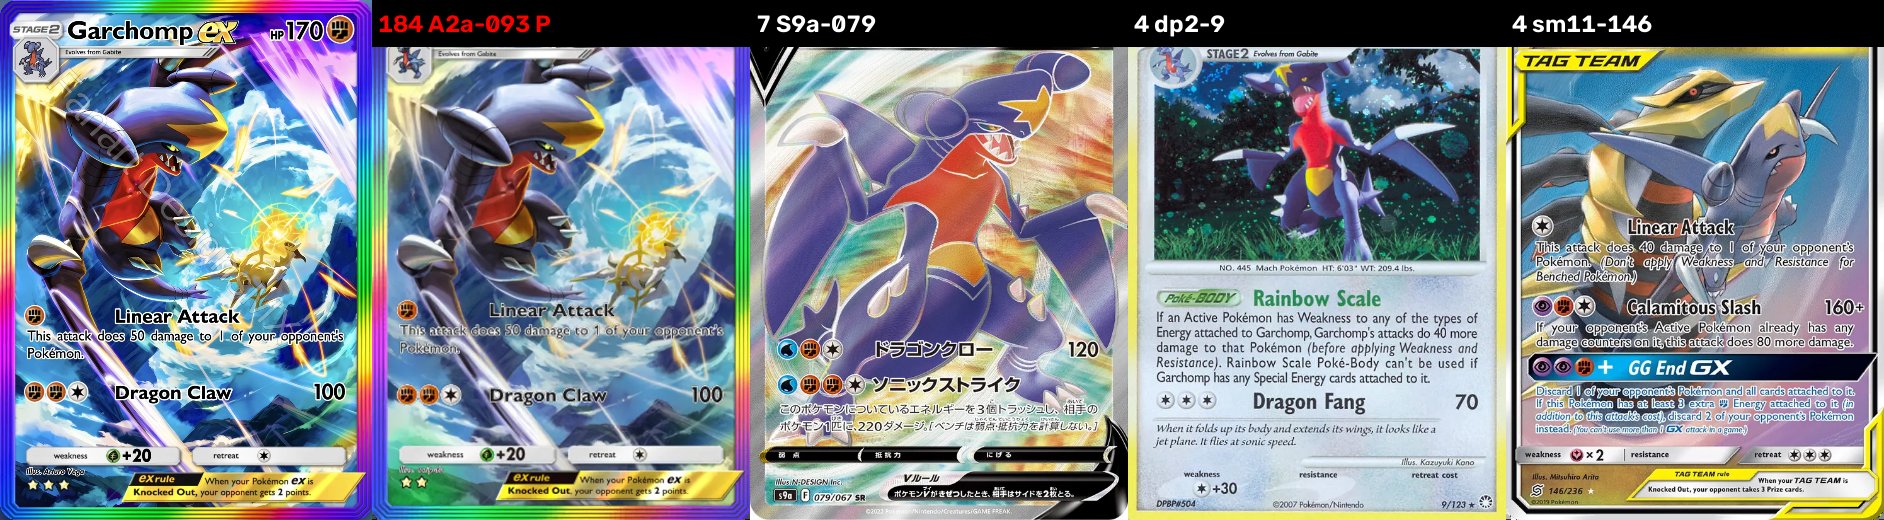 STAGE2 Garchomp ex HP 170
Evolves from Gabite
Linear Attack
This attack does 50 damage to 1 of your opponent's
Pokémon.
Dragon Claw 100
weakness +20 retreat
Illus. Arturo Vega
ex rule When your Pokémon ex is
Knocked Out, your opponent gets 2 points.
184 A2a-093 P
Evolves from Gabite
Linear Attack
This attack does 50 damage to 1 of your opponent's
Pokémon.
Dragon Claw 100
weakness +20 retreat
ex rule When your Pokémon ex is
Knocked Out, your opponent gets 2 points.
7 S9a-079
ドラゴンクロー 120
ソニックストライク
このポケモンについているエネルギーを3個トラッシュし、相手の
ポケモン1匹に、220ダメージ。[ベンチは弱点・抵抗力を計算しない。]
弱点 抵抗力 にげる
Illus. N-DESIGN Inc.
Vルール
s9a F 079/067 SR
ポケモンVがきぜつしたとき、相手はサイドを2枚とる。
©2022 Pokémon/Nintendo/Creatures/GAME FREAK.
4 dp2-9
STAGE2 Evolves from Gabite
NO. 445 Mach Pokémon HT: 6'03" WT: 209.4 lbs.
Poké-BODY Rainbow Scale
If an Active Pokémon has Weakness to any of the types of
Energy attached to Garchomp, Garchomp's attacks do 40 more
damage to that Pokémon (before applying Weakness and
Resistance). Rainbow Scale Poké-Body can't be used if
Garchomp has any Special Energy cards attached to it.
Dragon Fang 70
When it folds up its body and extends its wings, it looks like a
jet plane. It flies at sonic speed.
Illus. Kazuyuki Kano
weakness resistance retreat cost
+30
DPBP#504 ©2007 Pokémon/Nintendo 9/123
4 sm11-146
TAG TEAM
Linear Attack
This attack does 40 damage to 1 of your opponent's
Pokémon. (Don't apply Weakness and Resistance for
Benched Pokémon.)
Calamitous Slash 160+
If your opponent's Active Pokémon already has any
damage counters on it, this attack does 80 more damage.
+ GG End GX
Discard 1 of your opponent's Pokémon and all cards attached to it.
If this Pokémon has at least 3 extra Energy attached to it (in
addition to this attack's cost), discard 2 of your opponent's Pokémon
instead. (You can't use more than 1 GX attack in a game.)
weakness ×2 resistance retreat
Illus. Mitsuhiro Arita
TAG TEAM rule When your TAG TEAM is
Knocked Out, your opponent takes 3 Prize cards.
146/236
©2019 Pokémon